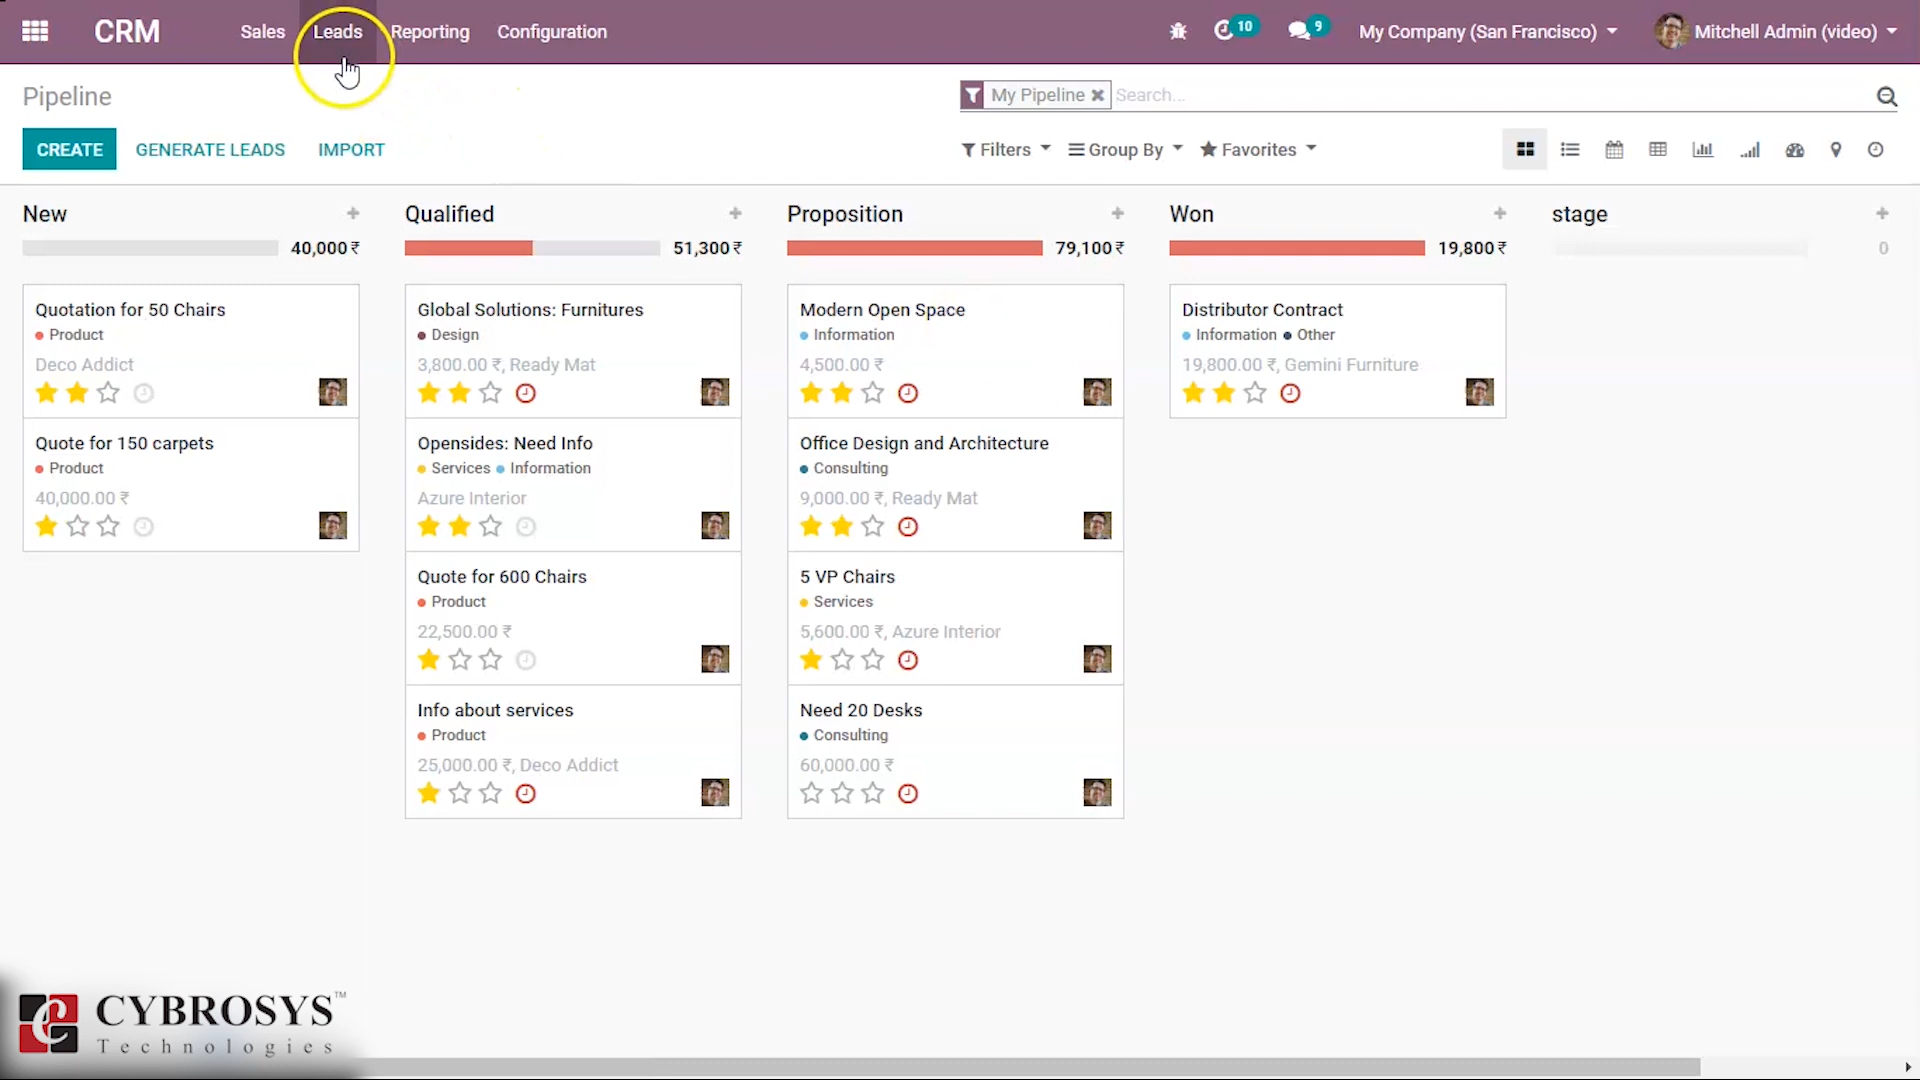 CRM Sales Leads Reporting Configuration 10 9 My Company (San Francisco) Mitchell Admin (video)
Pipeline My Pipeline Search...
CREATE GENERATE LEADS IMPORT Filters Group By Favorites
New
40,000 ₹
Quotation for 50 Chairs
Product
Deco Addict
Quote for 150 carpets
Product
40,000.00 ₹
Qualified
51,300 ₹
Global Solutions: Furnitures
Design
3,800.00 ₹, Ready Mat
Opensides: Need Info
Services Information
Azure Interior
Quote for 600 Chairs
Product
22,500.00 ₹
Info about services
Product
25,000.00 ₹, Deco Addict
Proposition
79,100 ₹
Modern Open Space
Information
4,500.00 ₹
Office Design and Architecture
Consulting
9,000.00 ₹, Ready Mat
5 VP Chairs
Services
5,600.00 ₹, Azure Interior
Need 20 Desks
Consulting
60,000.00 ₹
Won
19,800 ₹
Distributor Contract
Information Other
19,800.00 ₹, Gemini Furniture
stage
0
CYBROSYS™
Technologies